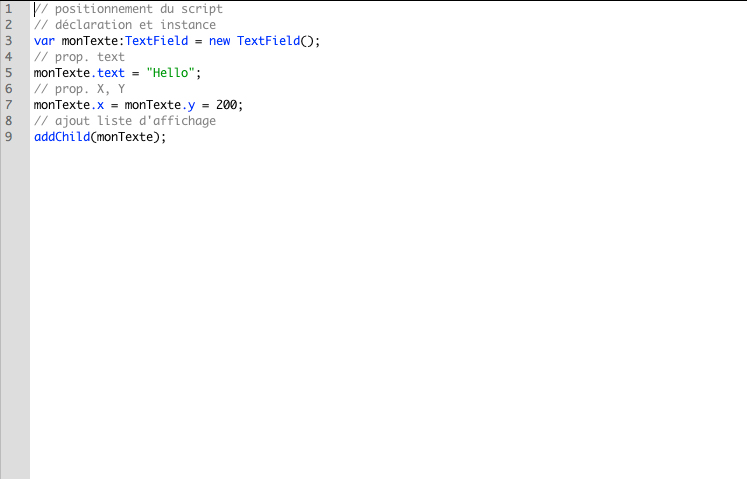 1 // positionnement du script
2 // déclaration et instance
3 var monTexte:TextField = new TextField();
4 // prop. text
5 monTexte.text = "Hello";
6 // prop. X, Y
7 monTexte.x = monTexte.y = 200;
8 // ajout liste d'affichage
9 addChild(monTexte);